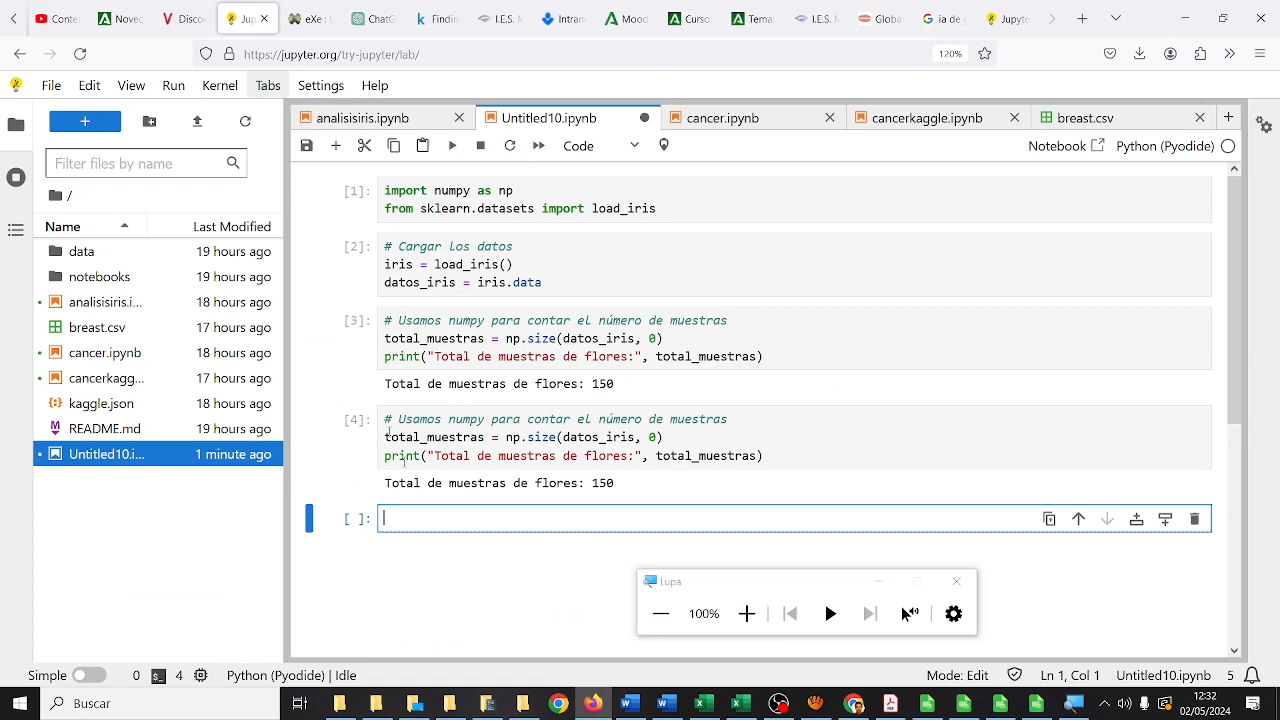 Conte
Nove
Disco
Jup
eXe :
ChatG
Findin
I.E.S. I
Intran
Mood
Curso
Tema
I.E.S. M
Glob
ia de
Jupyte
https://jupyter.org/try-jupyter/lab/
120%
File Edit View Run Kernel Tabs Settings Help
analisisiris.ipynb
Untitled10.ipynb
cancer.ipynb
cancerkaggle.ipynb
breast.csv
Code
Notebook
Python (Pyodide)
Filter files by name
/
Name Last Modified
data 19 hours ago
notebooks 19 hours ago
analisisiris.i... 18 hours ago
breast.csv 17 hours ago
cancer.ipynb 18 hours ago
cancerkagg... 17 hours ago
kaggle.json 18 hours ago
README.md 19 hours ago
Untitled10.i... 1 minute ago
[1]: import numpy as np
from sklearn.datasets import load_iris
[2]: # Cargar los datos
iris = load_iris()
datos_iris = iris.data
[3]: # Usamos numpy para contar el número de muestras
total_muestras = np.size(datos_iris, 0)
print("Total de muestras de flores:", total_muestras)
Total de muestras de flores: 150
[4]: # Usamos numpy para contar el número de muestras
total_muestras = np.size(datos_iris, 0)
print("Total de muestras de flores:", total_muestras)
Total de muestras de flores: 150
[ ]:
Lupa
100%
Simple 0 4 Python (Pyodide) | Idle
Mode: Edit Ln 1, Col 1 Untitled10.ipynb 5
Buscar
12:32
02/05/2024